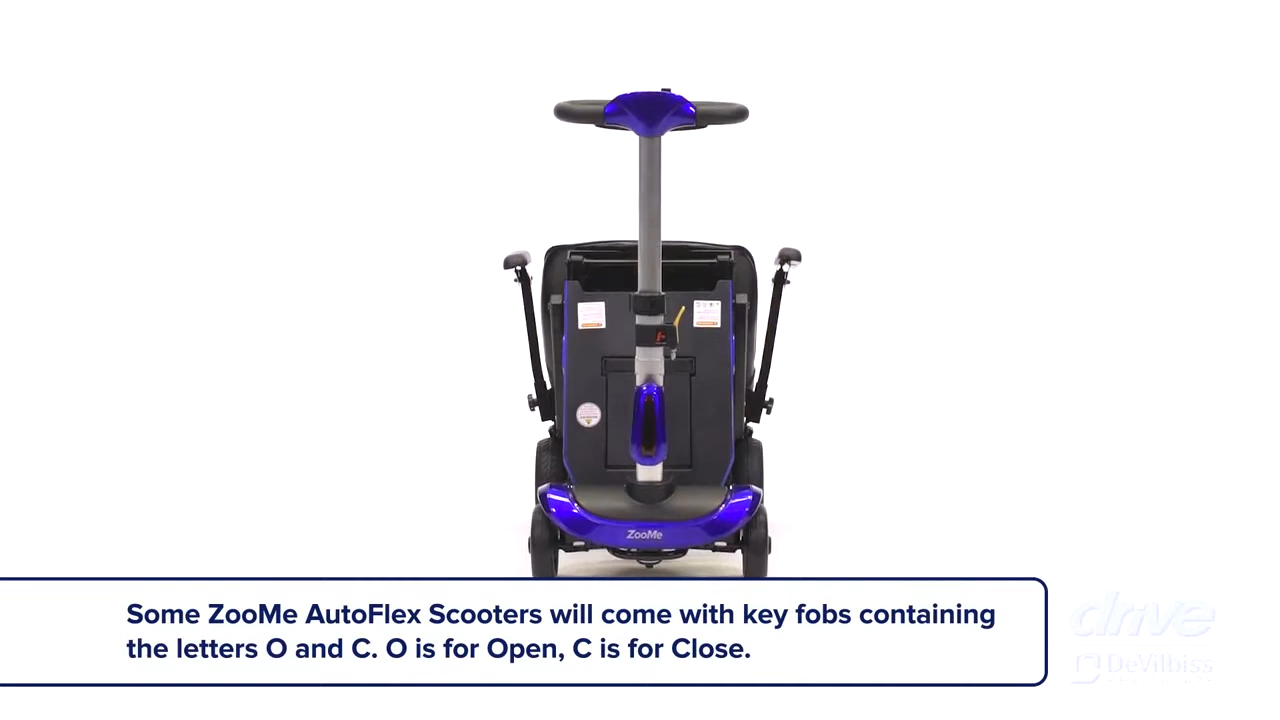 ZooMe
Some ZooMe AutoFlex Scooters will come with key fobs containing
the letters O and C. O is for Open, C is for Close.
drive
DeVilbiss